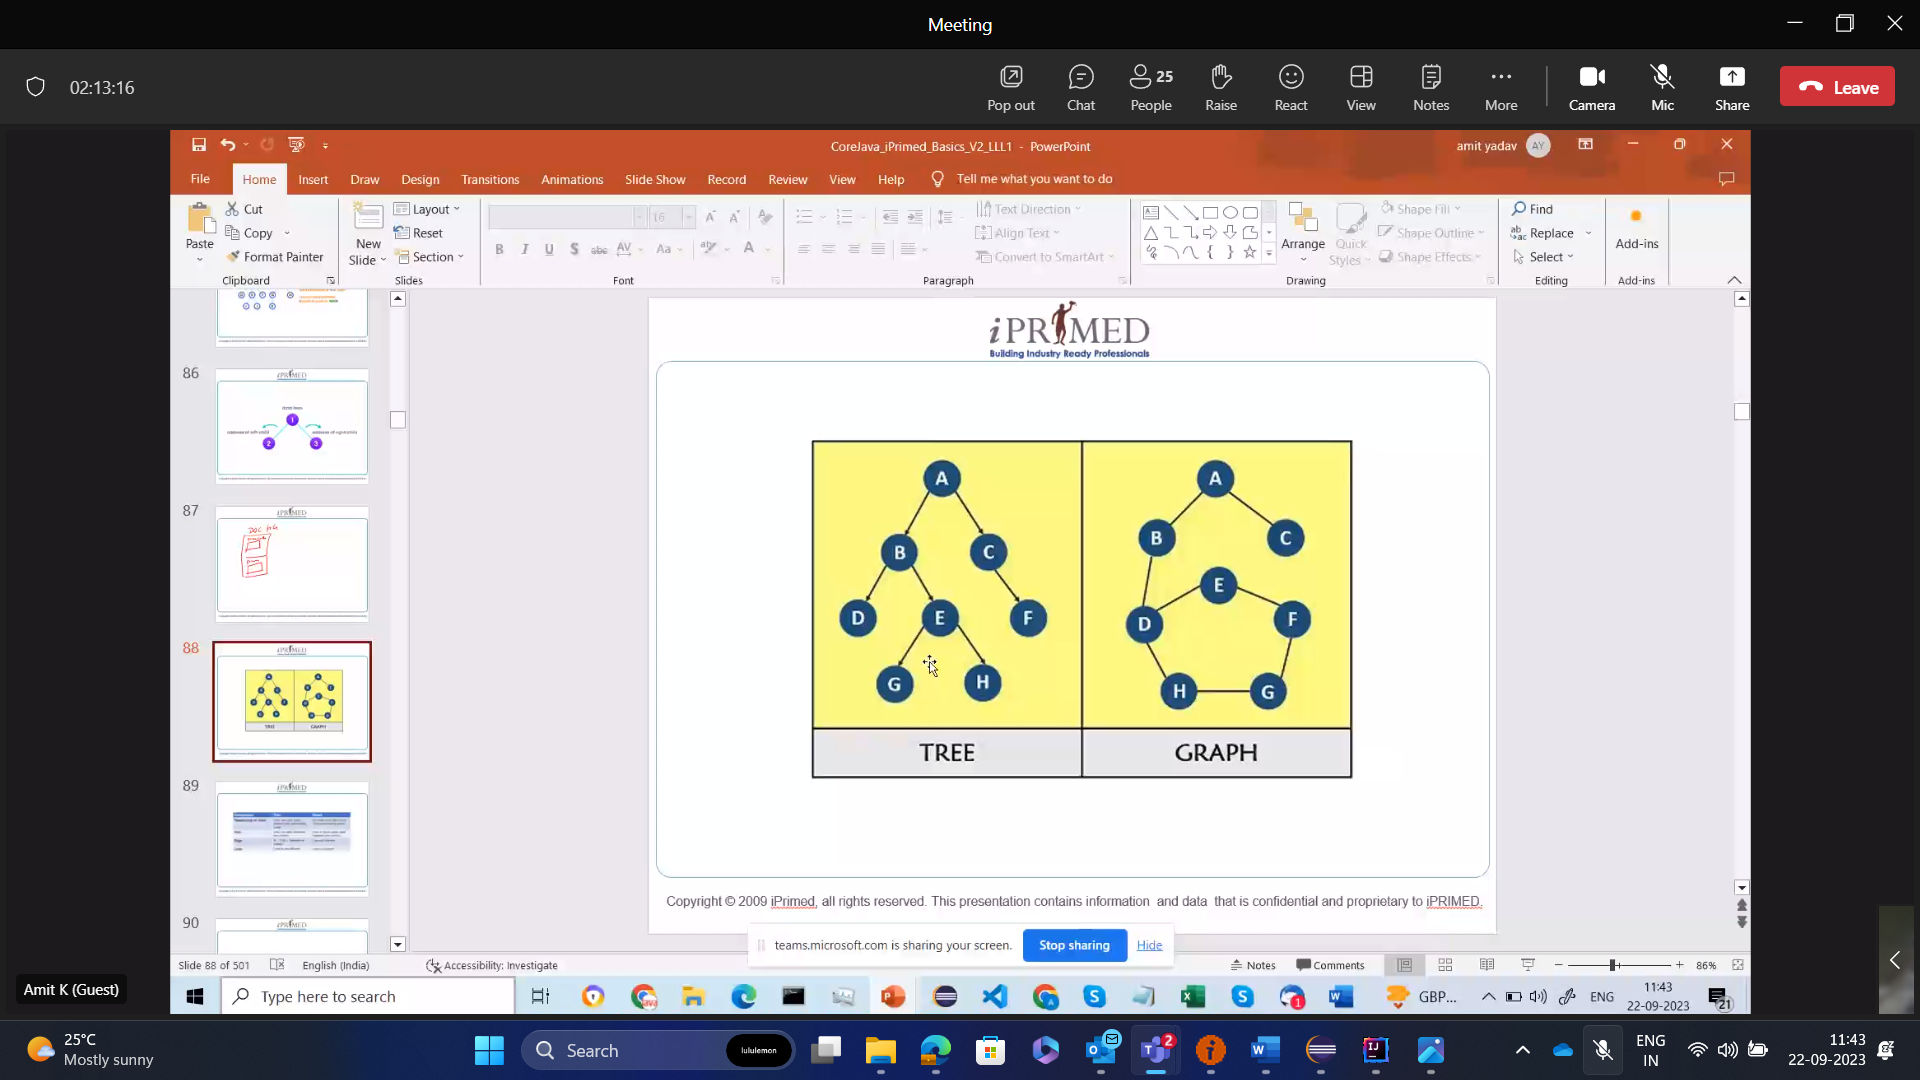 Meeting
02:13:16
Pop out
Chat
25
People
Raise
React
View
Notes
More
Camera
Mic
Share
Leave
CoreJava_iPrimed_Basics_V2_LLL1 - PowerPoint
amit yadav AY
File Home Insert Draw Design Transitions Animations Slide Show Record Review View Help Tell me what you want to do
Paste
Cut
Copy
Format Painter
Clipboard
New
Slide
Layout
Reset
Section
Slides
16
Font
Text Direction
Align Text
Convert to SmartArt
Paragraph
Arrange
Quick
Styles
Shape Fill
Shape Outline
Shape Effects
Drawing
Find
Replace
Select
Editing
Add-ins
Add-ins
86
87
88
89
90
iPRIMED
Building Industry Ready Professionals
A
B C
D E F
G H
TREE
A
B C
E
D F
H G
GRAPH
Copyright © 2009 iPrimed, all rights reserved. This presentation contains information and data that is confidential and proprietary to iPRIMED.
teams.microsoft.com is sharing your screen. Stop sharing Hide
Slide 88 of 501 English (India) Accessibility: Investigate Notes Comments 86%
Amit K (Guest)
Type here to search
GBP...
ENG
11:43
22-09-2023
21
25°C
Mostly sunny
Search
lululemon
2
ENG
IN
11:43
22-09-2023